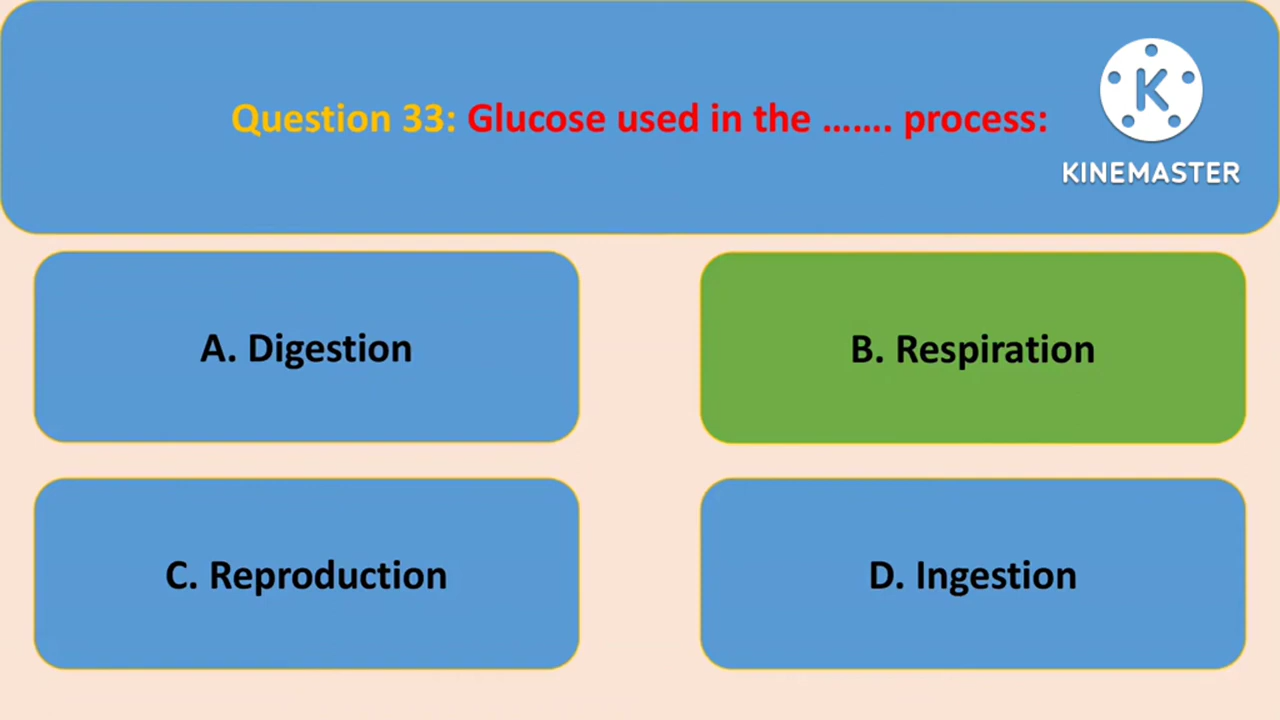 Question 33: Glucose used in the ……. process:
K
KINEMASTER
A. Digestion
B. Respiration
C. Reproduction
D. Ingestion